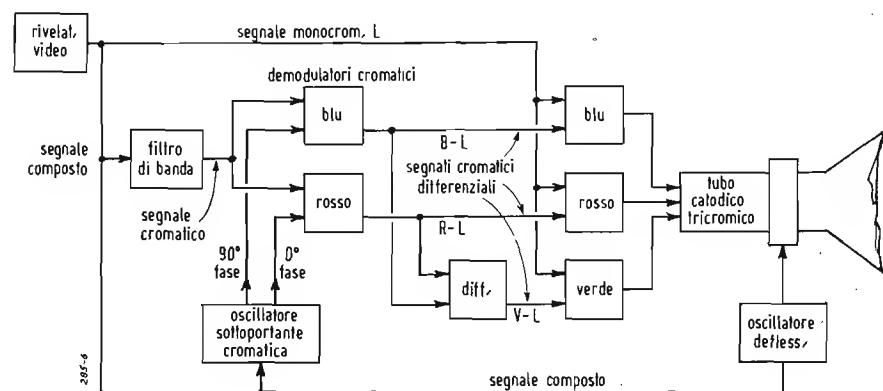 rivelat, video
segnale monocrom, L
demodulatori cromatici
blu
blu
B-L
segnale composto
filtro di banda
segnati cromatici differenziali
tubo catodico tricromico
rosso
rosso
segnale cromatico
R-L
90° fase
0° fase
diff,
verde
V-L
oscillatore sottoportante cromatica
oscillatore defless,
285-6
segnale composto